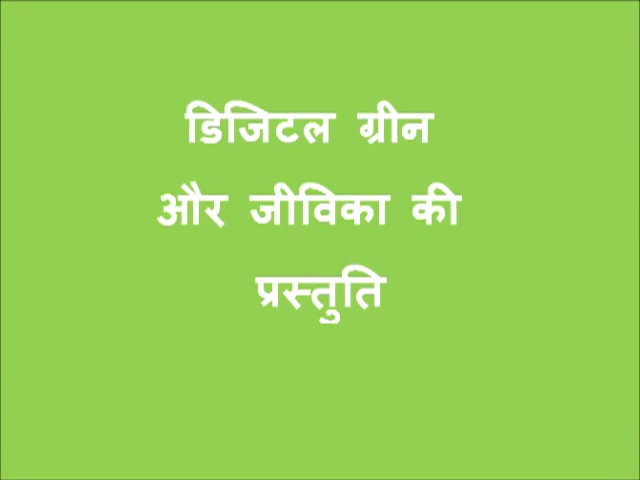 डिजिटल ग्रीन
और जीविका की
प्रस्तुति